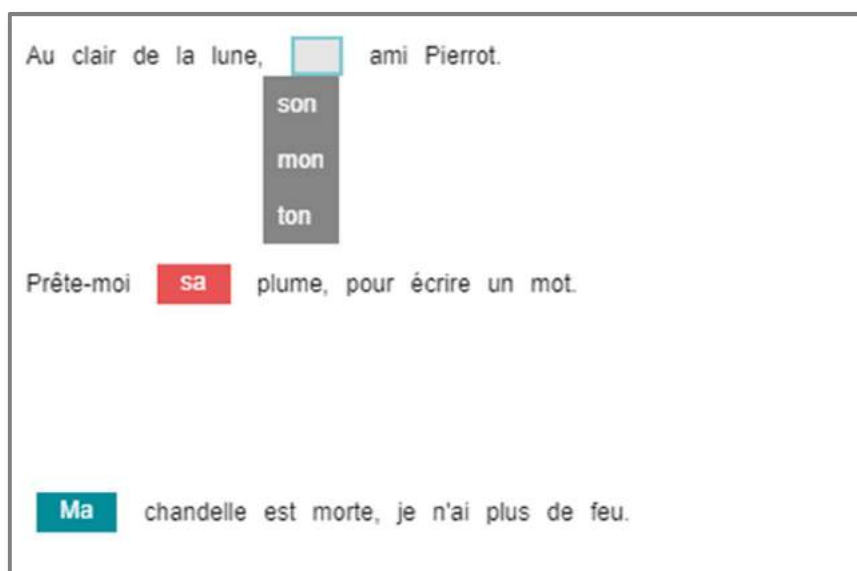 Au clair de la lune, ami Pierrot.
son
mon
ton
Prête-moi sa plume, pour écrire un mot.
Ma chandelle est morte, je n'ai plus de feu.